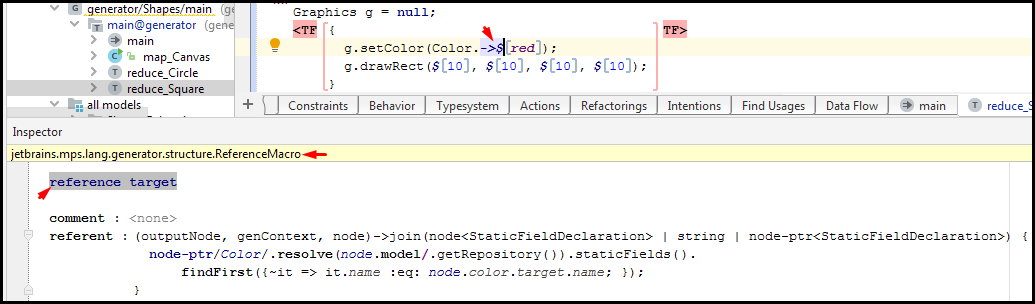 generator/Shapes/main (gener
main@generator (gene
main
map_Canvas
reduce_Circle
reduce_Square
all models
Graphics g = null;
<TF { TF>
g.setColor(Color.->$[red]);
g.drawRect($[10], $[10], $[10], $[10]);
}
+ Constraints Behavior Typesystem Actions Refactorings Intentions Find Usages Data Flow main reduce_S
Inspector
jetbrains.mps.lang.generator.structure.ReferenceMacro
reference target
comment : <none>
referent : (outputNode, genContext, node)->join(node<StaticFieldDeclaration> | string | node-ptr<StaticFieldDeclaration>) {
node-ptr/Color/.resolve(node.model/.getRepository()).staticFields().
findFirst({~it => it.name :eq: node.color.target.name; });
}